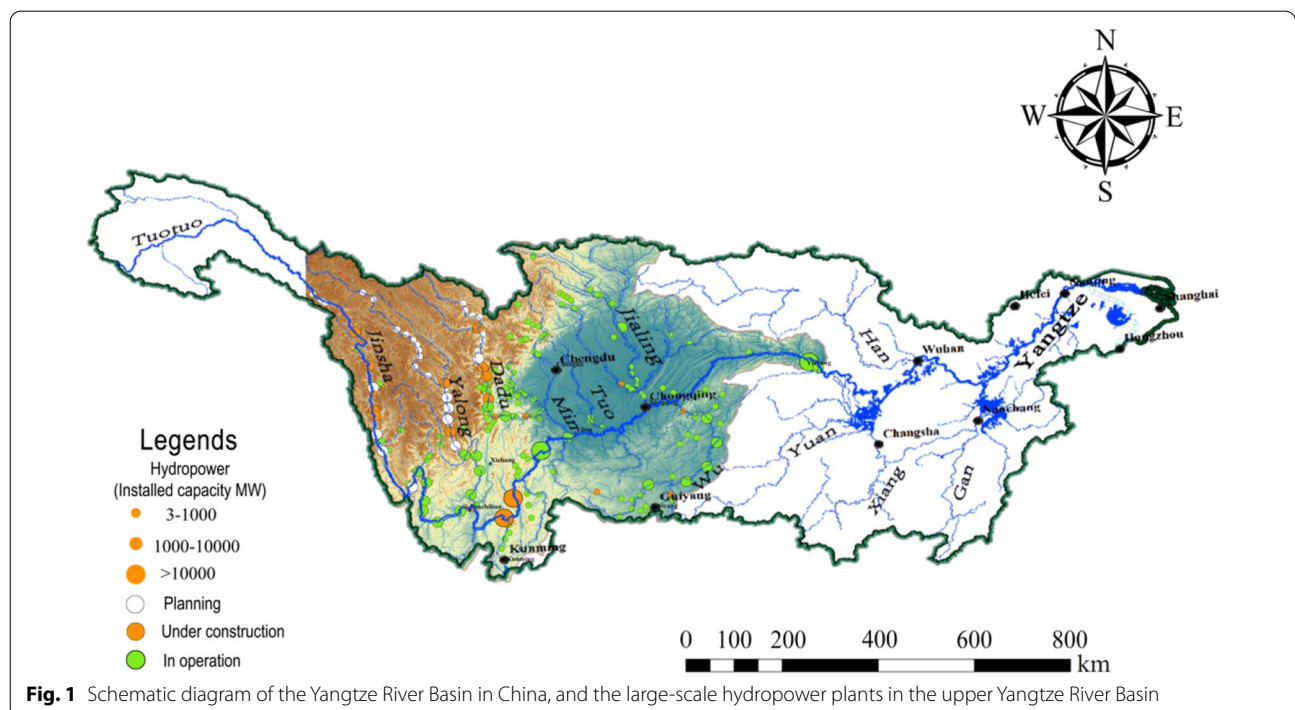 N
W
E
S
Tuotuo
Jinsha
Yalong
Dadu
Min
Tuo
Jialing
Wu
Chengdu
Chongqing
Xichang
Guiyang
Kunming
Han
Wuhan
Yuan
Changsha
Xiang
Gan
Nanchang
Yangtze
Hefei
Nanjing
Shanghai
Hangzhou
Legends
Hydropower
(Installed capacity MW)
3-1000
1000-10000
>10000
Planning
Under construction
In operation
0 100 200 400 600 800
km
Fig. 1 Schematic diagram of the Yangtze River Basin in China, and the large-scale hydropower plants in the upper Yangtze River Basin